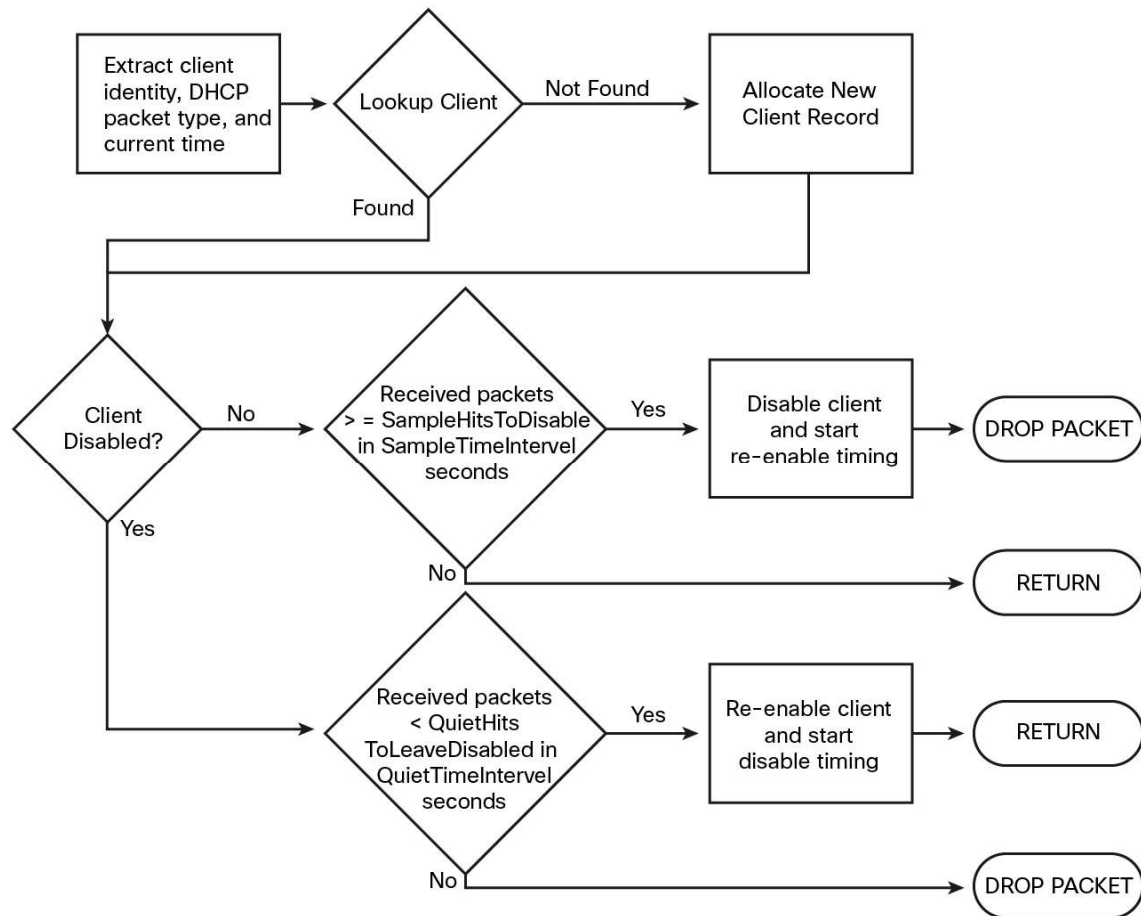 Extract client
identity, DHCP
packet type, and
current time
Lookup Client
Not Found
Allocate New
Client Record
Found
Client
Disabled?
No
Received packets
> = SampleHitsToDisable
in SampleTimeIntervel
seconds
Yes
Disable client
and start
re-enable timing
DROP PACKET
No
RETURN
Yes
Received packets
< QuietHits
ToLeaveDisabled in
QuietTimeIntervel
seconds
Yes
Re-enable client
and start
disable timing
RETURN
No
DROP PACKET